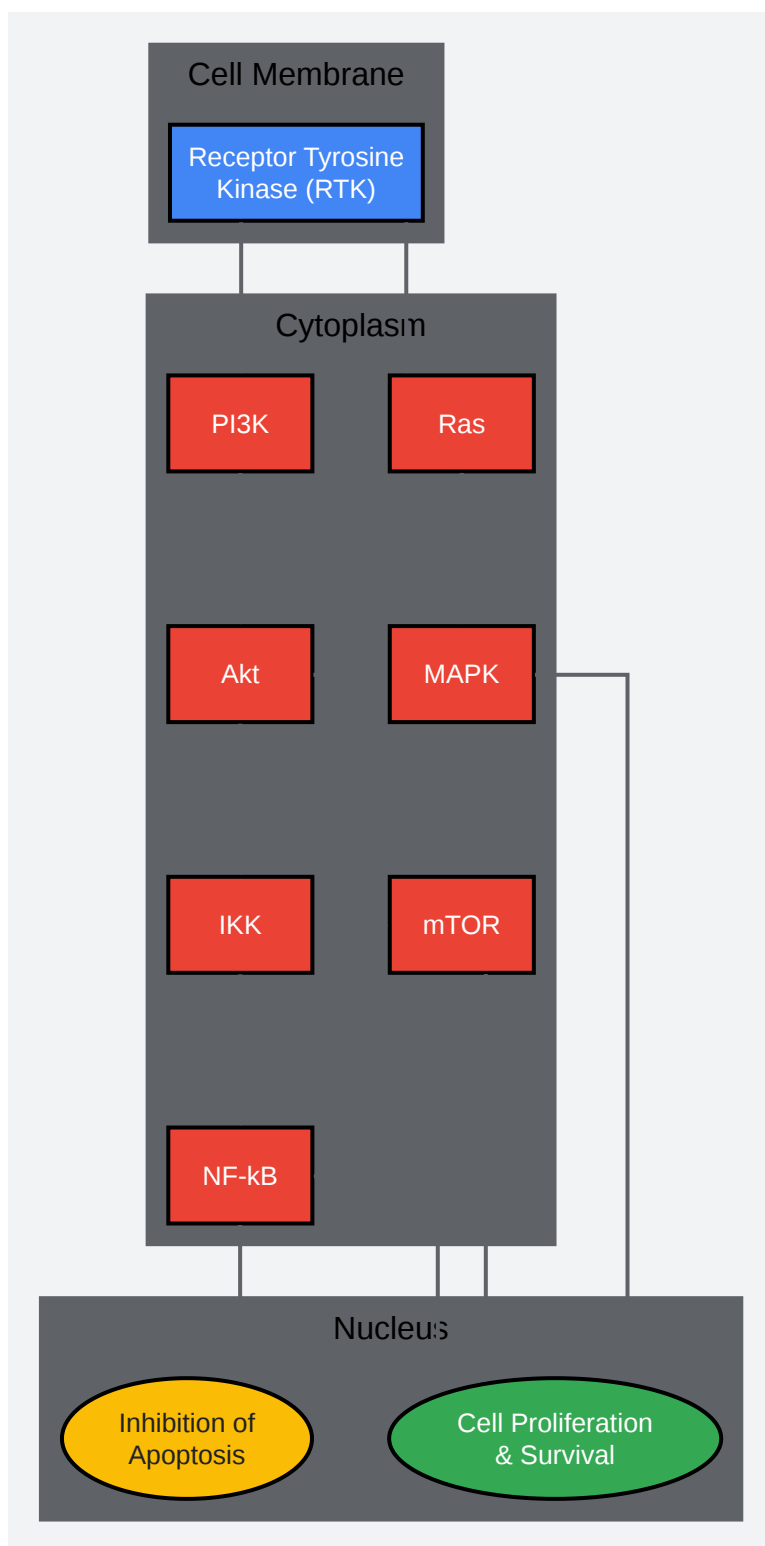 Cell Membrane
Receptor Tyrosine
Kinase (RTK)
Cytoplasm
PI3K
Ras
Akt
MAPK
IKK
mTOR
NF-kB
Nucleus
Inhibition of
Apoptosis
Cell Proliferation
& Survival